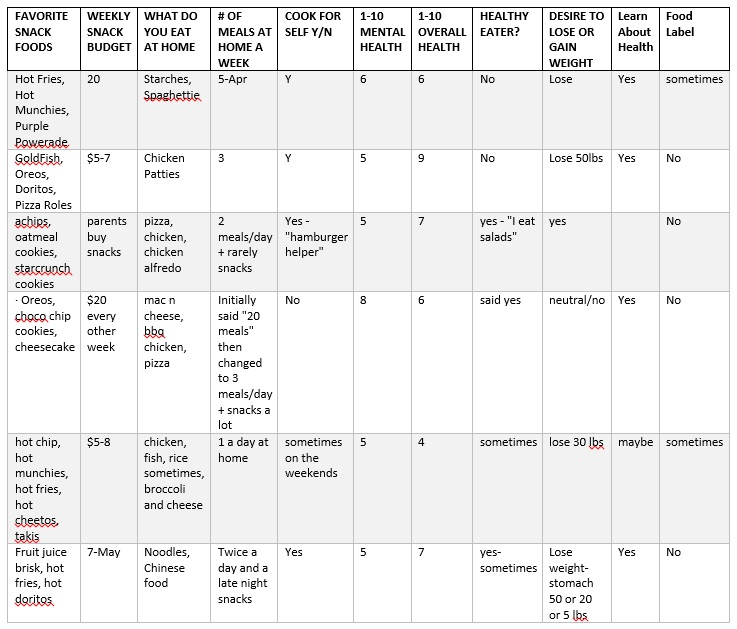 FAVORITE SNACK FOODS | WEEKLY SNACK BUDGET | WHAT DO YOU EAT AT HOME | # OF MEALS AT HOME A WEEK | COOK FOR SELF Y/N | 1-10 MENTAL HEALTH | 1-10 OVERALL HEALTH | HEALTHY EATER? | DESIRE TO LOSE OR GAIN WEIGHT | Learn About Health | Food Label
Hot Fries, Hot Munchies, Purple Powerade | 20 | Starches, Spaghettie | 5-Apr | Y | 6 | 6 | No | Lose | Yes | sometimes
GoldFish, Oreos, Doritos, Pizza Roles | $5-7 | Chicken Patties | 3 | Y | 5 | 9 | No | Lose 50lbs | Yes | No
achips, oatmeal cookies, starcrunch cookies | parents buy snacks | pizza, chicken, chicken alfredo | 2 meals/day + rarely snacks | Yes - "hamburger helper" | 5 | 7 | yes - "I eat salads" | yes | | No
· Oreos, choco chip cookies, cheesecake | $20 every other week | mac n cheese, bbq chicken, pizza | Initially said "20 meals" then changed to 3 meals/day + snacks a lot | No | 8 | 6 | said yes | neutral/no | Yes | No
hot chip, hot munchies, hot fries, hot cheetos, takis | $5-8 | chicken, fish, rice sometimes, broccoli and cheese | 1 a day at home | sometimes on the weekends | 5 | 4 | sometimes | lose 30 lbs | maybe | sometimes
Fruit juice brisk, hot fries, hot doritos | 7-May | Noodles, Chinese food | Twice a day and a late night snacks | Yes | 5 | 7 | yes-sometimes | Lose weight-stomach 50 or 20 or 5 lbs | Yes | No